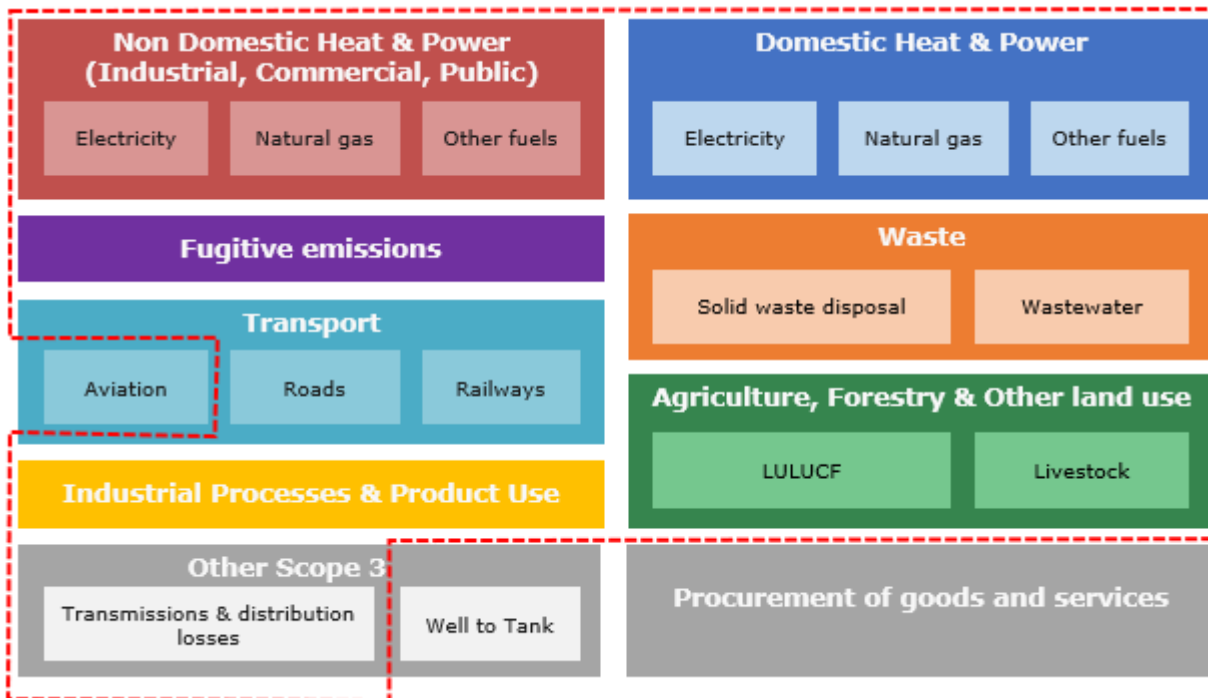 Non Domestic Heat & Power
(Industrial, Commercial, Public)
Electricity
Natural gas
Other fuels
Domestic Heat & Power
Electricity
Natural gas
Other fuels
Fugitive emissions
Waste
Solid waste disposal
Wastewater
Transport
Aviation
Roads
Railways
Agriculture, Forestry & Other land use
LULUCF
Livestock
Industrial Processes & Product Use
Other Scope 3
Transmissions & distribution
losses
Well to Tank
Procurement of goods and services